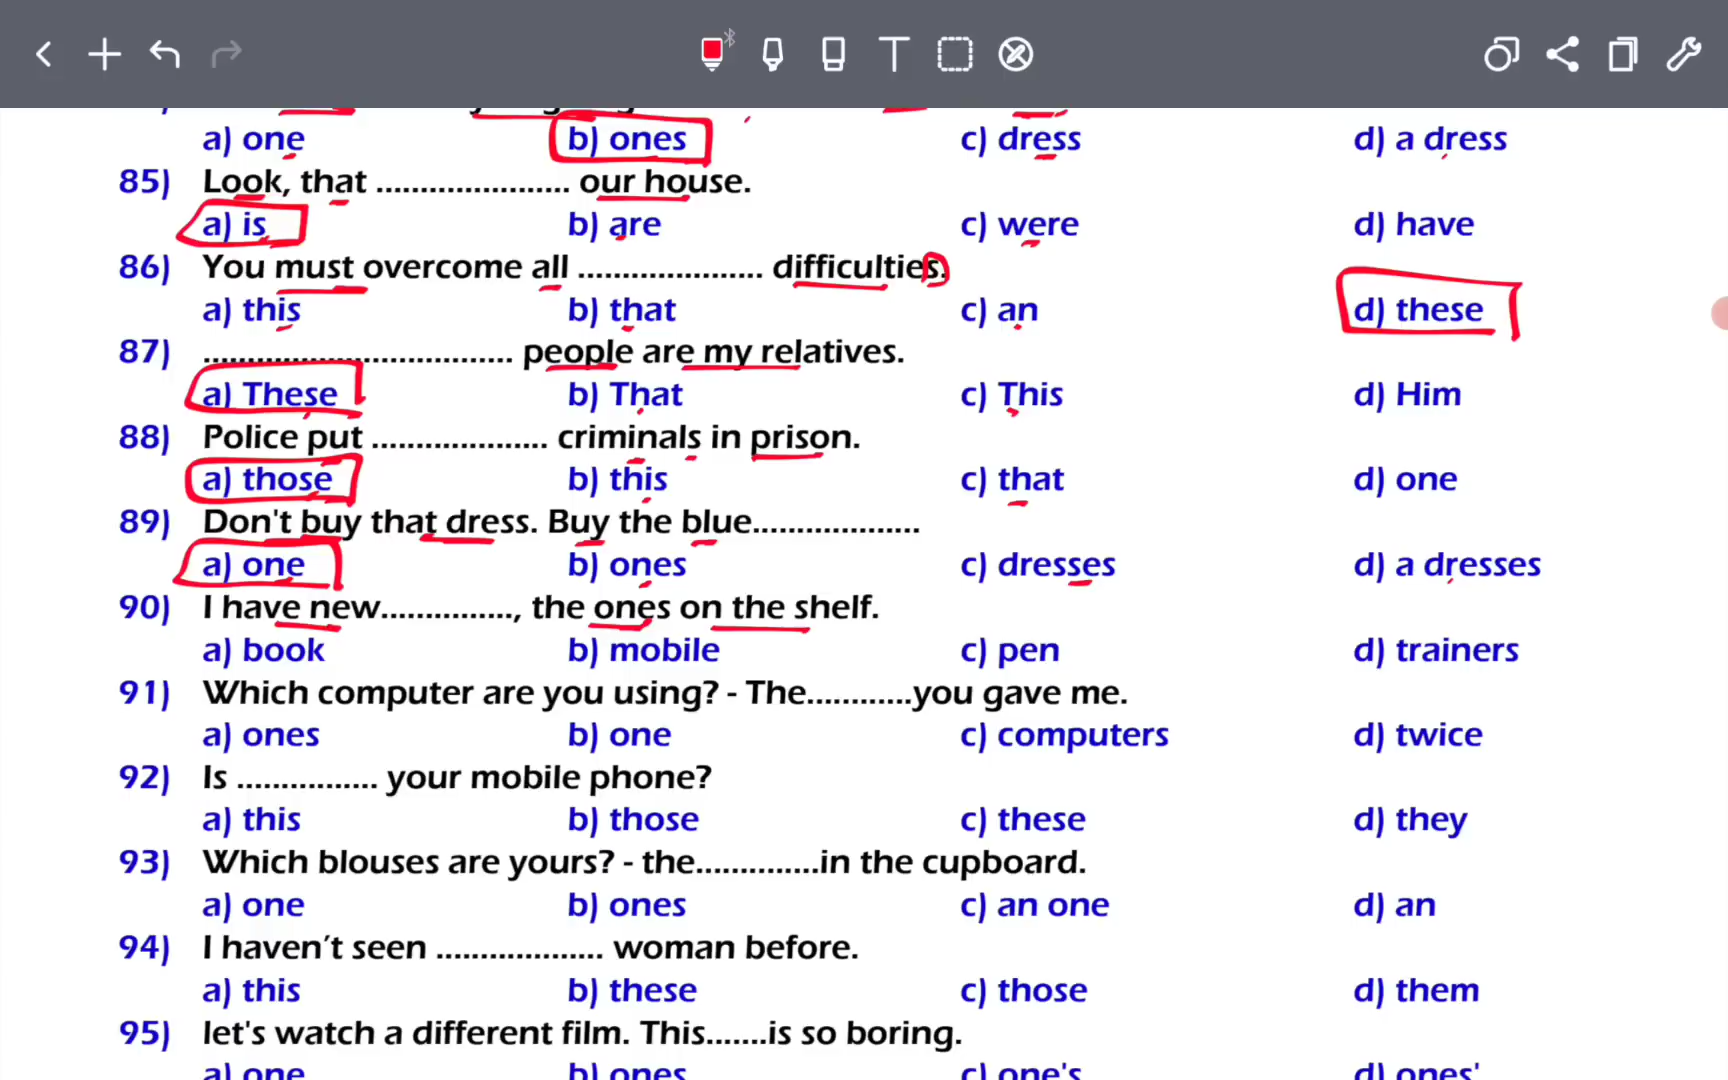 a) one b) ones c) dress d) a dress
85) Look, that ...................... our house.
a) is b) are c) were d) have
86) You must overcome all ..................... difficulties.
a) this b) that c) an d) these
87) ................................... people are my relatives.
a) These b) That c) This d) Him
88) Police put .................... criminals in prison.
a) those b) this c) that d) one
89) Don't buy that dress. Buy the blue...................
a) one b) ones c) dresses d) a dresses
90) I have new..............., the ones on the shelf.
a) book b) mobile c) pen d) trainers
91) Which computer are you using? - The............you gave me.
a) ones b) one c) computers d) twice
92) Is ................ your mobile phone?
a) this b) those c) these d) they
93) Which blouses are yours? - the..............in the cupboard.
a) one b) ones c) an one d) an
94) I haven't seen ................... woman before.
a) this b) these c) those d) them
95) let's watch a different film. This.......is so boring.
a) one b) ones c) one's d) ones'